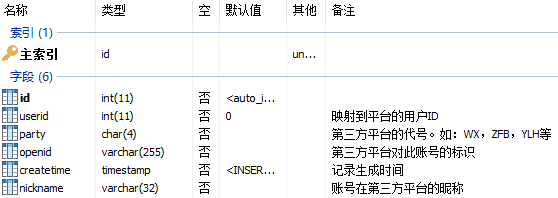 名称 类型 空 默认值 其他 备注
索引 (1)
主索引 id un...
字段 (6)
id int(11) 否 <auto_i...
userid int(11) 否 0 映射到平台的用户ID
party char(4) 否 第三方平台的代号。如：WX，ZFB，YLH等
openid varchar(255) 否 第三方平台对此账号的标识
createtime timestamp 否 <INSER... 记录生成时间
nickname varchar(32) 否 账号在第三方平台的昵称